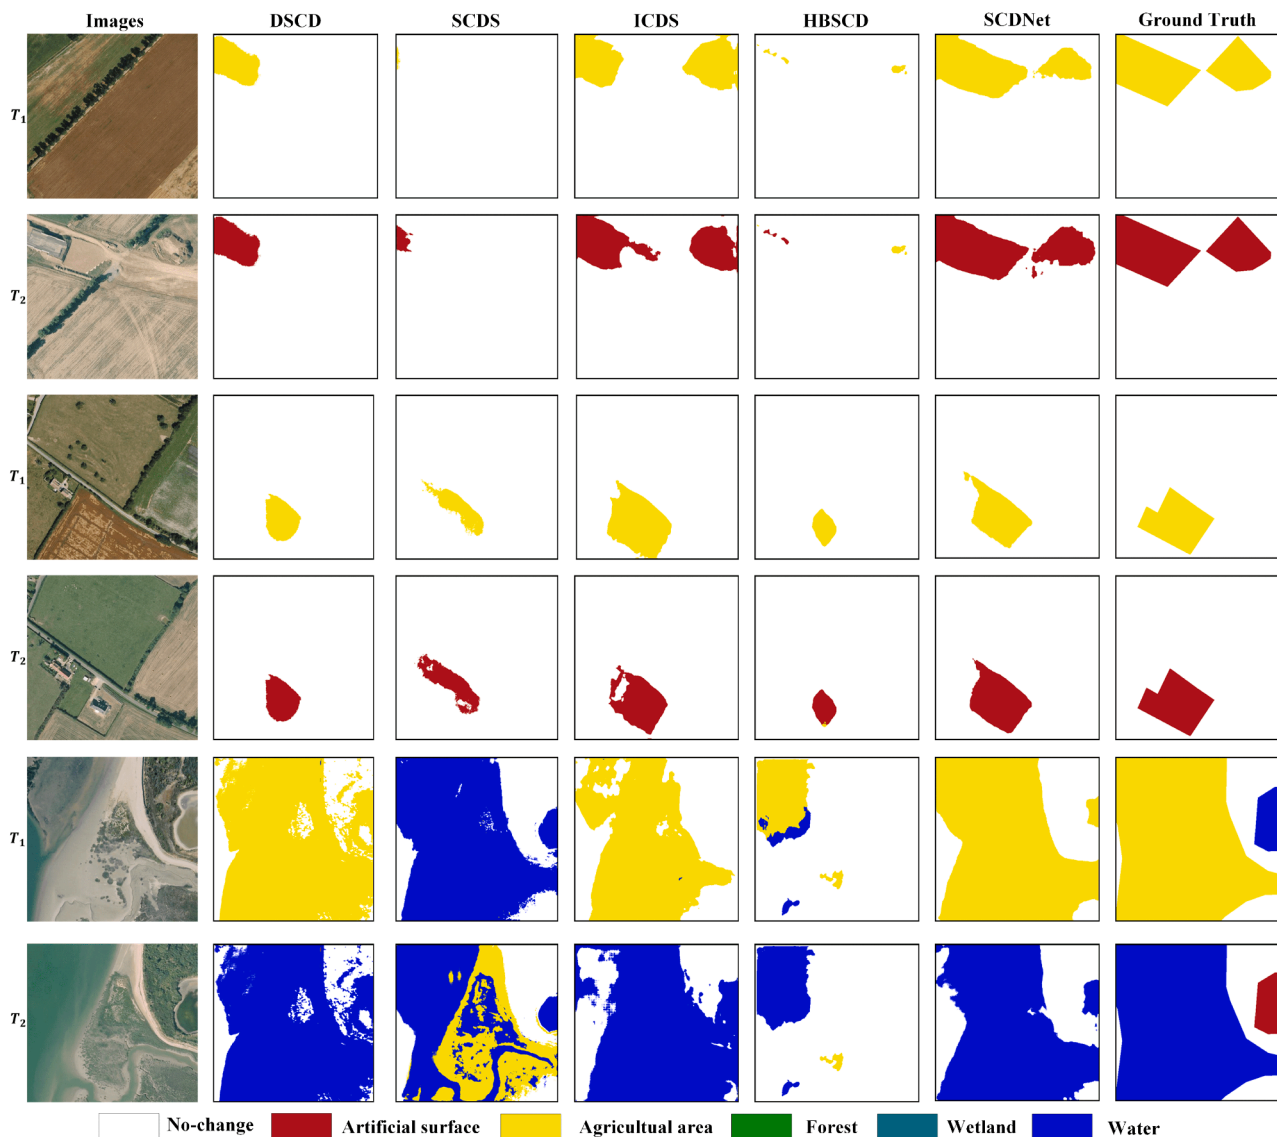 Images DSCD SCDS ICDS HBSCD SCDNet Ground Truth
T1
T2
T1
T2
T1
T2
No-change Artificial surface Agricultual area Forest Wetland Water